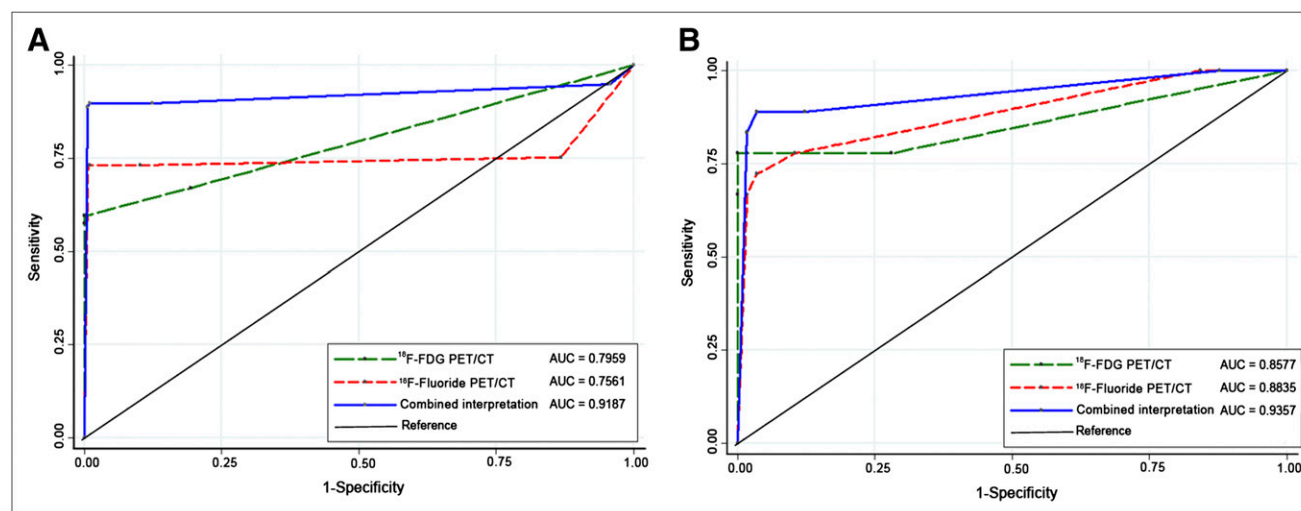 A
1.00
0.75
0.50
0.25
0.00
Sensitivity
¹⁸F-FDG PET/CT AUC = 0.7959
¹⁸F-Fluoride PET/CT AUC = 0.7561
Combined interpretation AUC = 0.9187
Reference
0.00 0.25 0.50 0.75 1.00
1-Specificity
B
1.00
0.75
0.50
0.25
0.00
Sensitivity
¹⁸F-FDG PET/CT AUC = 0.8577
¹⁸F-Fluoride PET/CT AUC = 0.8835
Combined interpretation AUC = 0.9357
Reference
0.00 0.25 0.50 0.75 1.00
1-Specificity